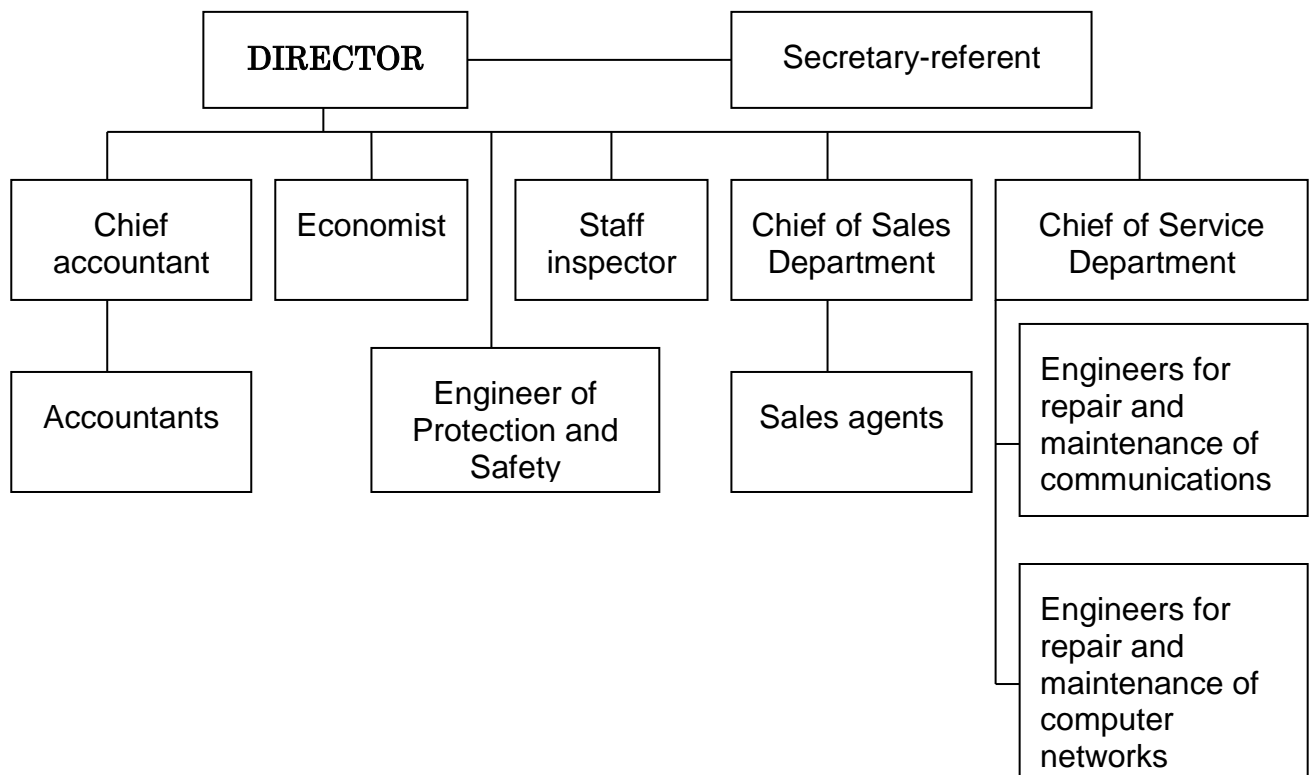 DIRECTOR
Secretary-referent
Chief
accountant
Economist
Staff
inspector
Chief of Sales
Department
Chief of Service
Department
Accountants
Engineer of
Protection and
Safety
Sales agents
Engineers for
repair and
maintenance of
communications
Engineers for
repair and
maintenance of
computer
networks